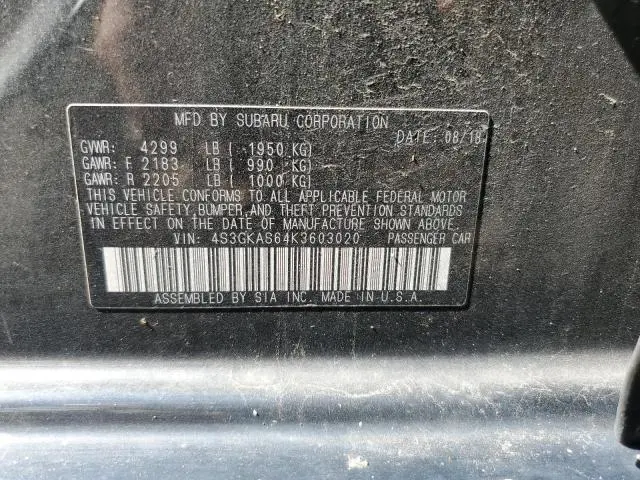 MFD BY SUBARU CORPORATION
DATE: 08/18
GVWR: 4299 LB ( 1950 KG)
GAWR: F 2183 LB ( 990 KG)
GAWR: R 2205 LB ( 1000 KG)
THIS VEHICLE CONFORMS TO ALL APPLICABLE FEDERAL MOTOR
VEHICLE SAFETY,BUMPER,AND THEFT PREVENTION STANDARDS
IN EFFECT ON THE DATE OF MANUFACTURE SHOWN ABOVE.
VIN: 4S3GKAS64K3603020 PASSENGER CAR
ASSEMBLED BY SIA INC. MADE IN U.S.A.